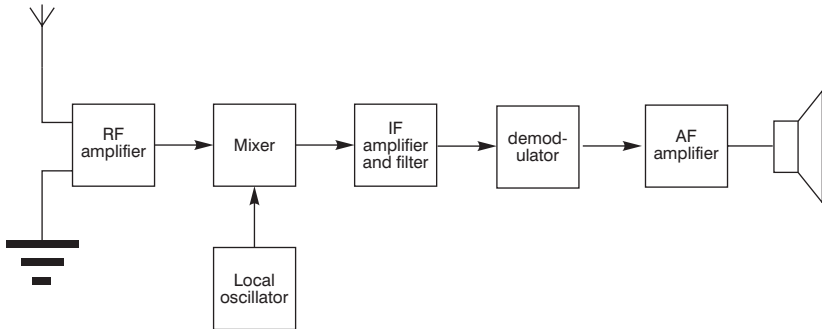 RF
amplifier
Mixer
IF
amplifier
and filter
demod-
ulator
AF
amplifier
Local
oscillator